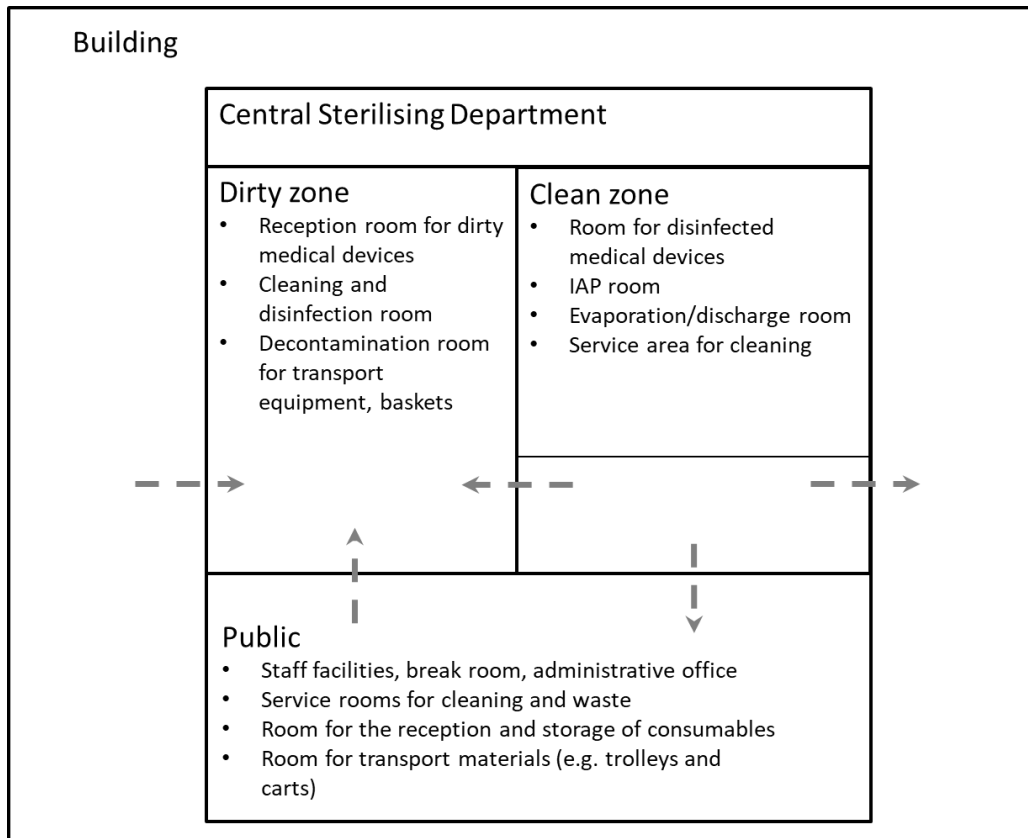 Building
Central Sterilising Department
Dirty zone
• Reception room for dirty
medical devices
• Cleaning and
disinfection room
• Decontamination room
for transport
equipment, baskets
Clean zone
• Room for disinfected
medical devices
• IAP room
• Evaporation/discharge room
• Service area for cleaning
Public
• Staff facilities, break room, administrative office
• Service rooms for cleaning and waste
• Room for the reception and storage of consumables
• Room for transport materials (e.g. trolleys and
carts)